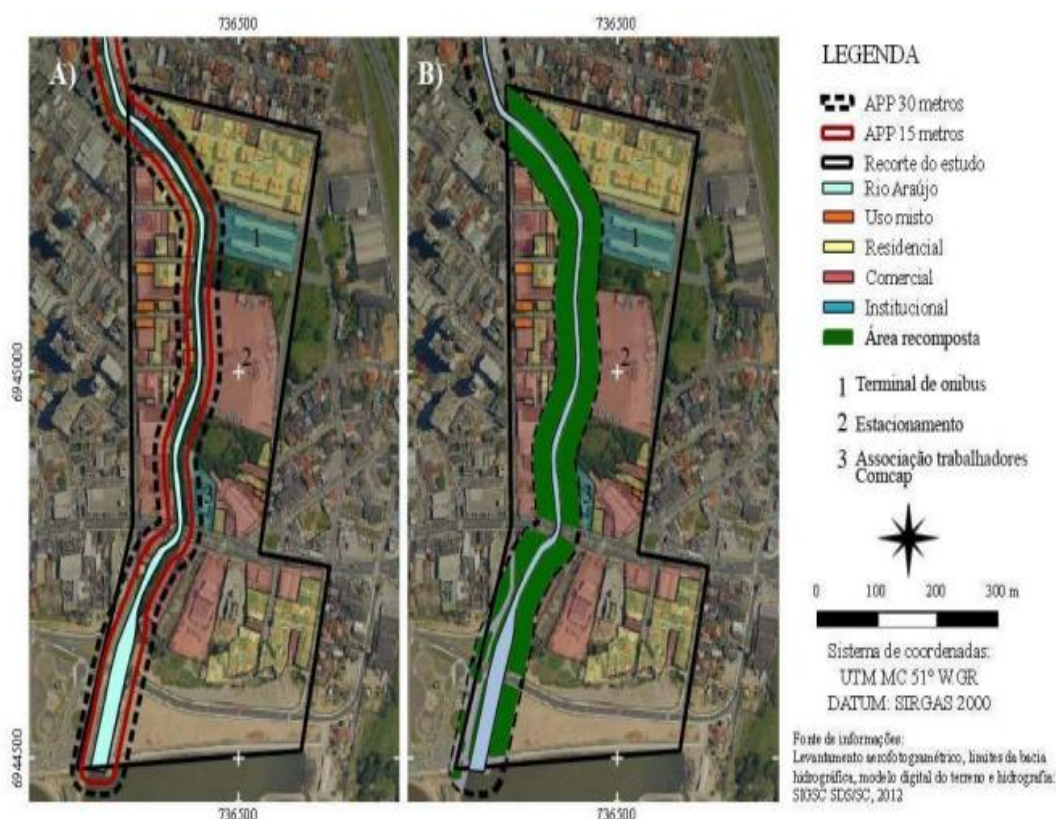 736500
736500
A)
B)
1
2
1
2
6945000
6944500
736500
736500
LEGENDA
APP 30 metros
APP 15 metros
Recorte do estudo
Rio Araújo
Uso misto
Residencial
Comercial
Institucional
Área recomposta
1 Terminal de onibus
2 Estacionamento
3 Associação trabalhadores
Comcap
0 100 200 300 m
Sistema de coordenadas:
UTM MC 51º W.GR
DATUM: SIRGAS 2000
Fonte de informações:
Levantamento aerofotogramétrico, limites da bacia
hidrográfica, modelo digital do terreno e hidrografia:
SIGSC SDS/SC, 2012